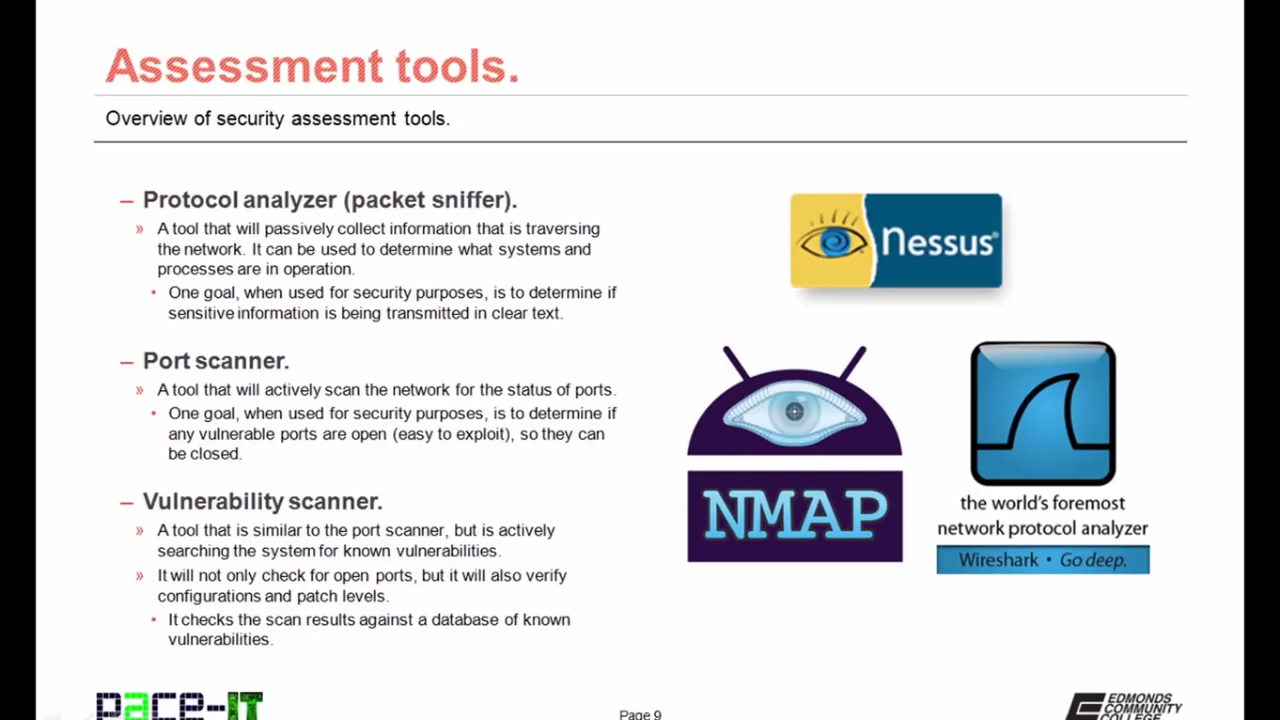 Assessment tools.
Overview of security assessment tools.
– Protocol analyzer (packet sniffer).
» A tool that will passively collect information that is traversing
the network. It can be used to determine what systems and
processes are in operation.
• One goal, when used for security purposes, is to determine if
sensitive information is being transmitted in clear text.
– Port scanner.
» A tool that will actively scan the network for the status of ports.
• One goal, when used for security purposes, is to determine if
any vulnerable ports are open (easy to exploit), so they can
be closed.
– Vulnerability scanner.
» A tool that is similar to the port scanner, but is actively
searching the system for known vulnerabilities.
» It will not only check for open ports, but it will also verify
configurations and patch levels.
• It checks the scan results against a database of known
vulnerabilities.
Nessus®
NMAP
the world's foremost
network protocol analyzer
Wireshark • Go deep.
PACE-IT
Page 9
EDMONDS
COMMUNITY
COLLEGE